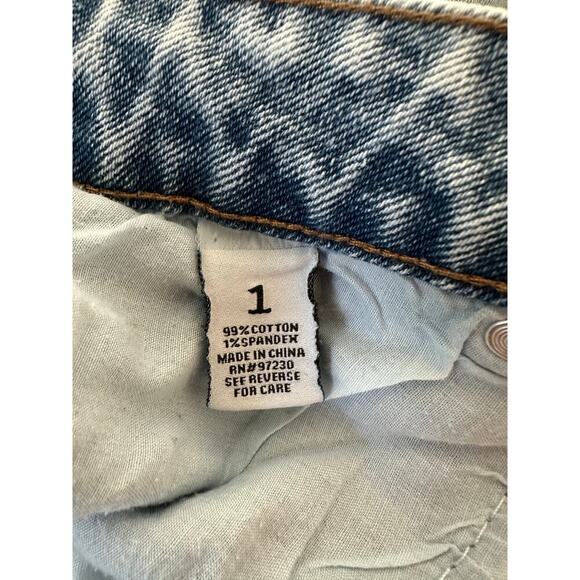 1
99% COTTON
1% SPANDEX
MADE IN CHINA
RN#97230
SEE REVERSE
FOR CARE